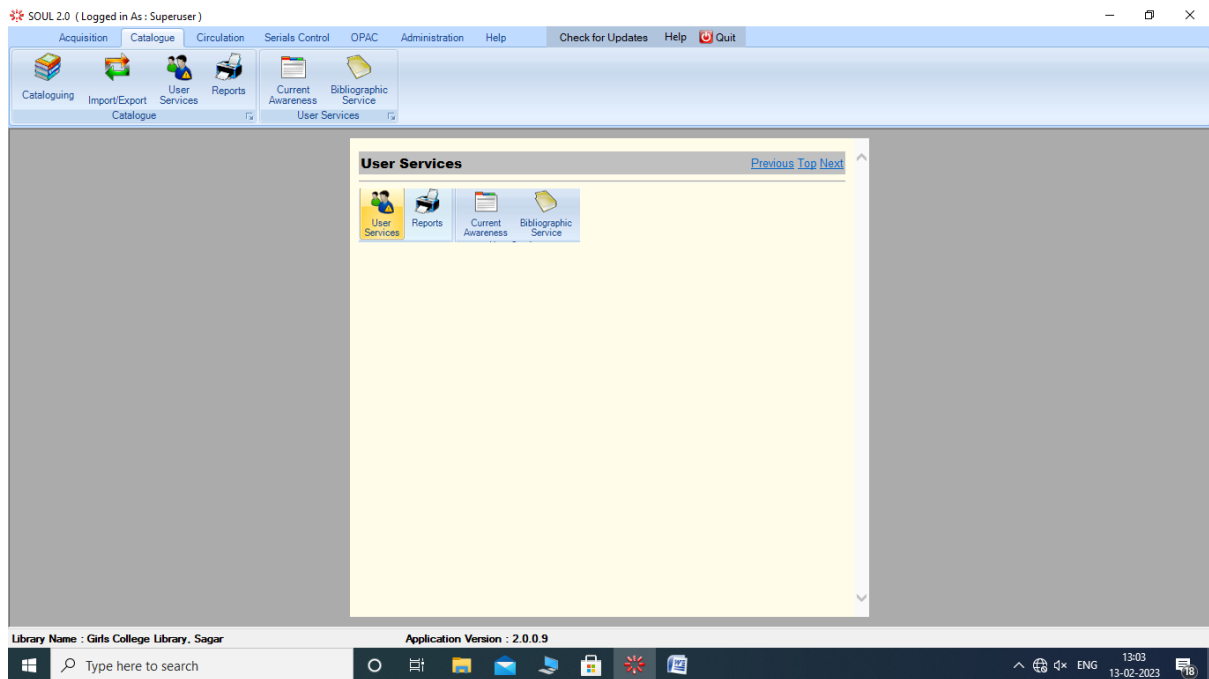 SOUL 2.0 ( Logged in As : Superuser )
Acquisition Catalogue Circulation Serials Control OPAC Administration Help Check for Updates Help Quit
Cataloguing Import/Export User Services Reports Current Awareness Bibliographic Service
Catalogue User Services
User Services Previous Top Next
User Services Reports Current Awareness Bibliographic Service
Library Name : Girls College Library, Sagar Application Version : 2.0.0.9
Type here to search ENG 13:03
13-02-2023 18